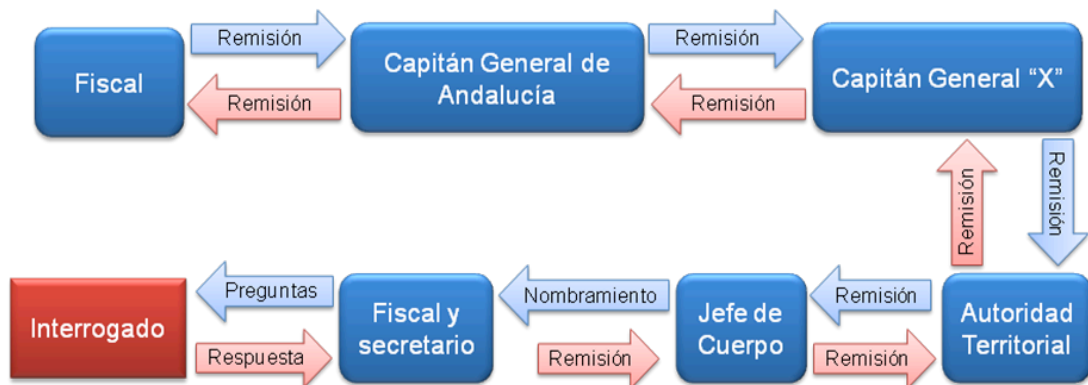 Remisión
Remisión
Fiscal
Capitán General de
Andalucía
Capitán General “X”
Remisión
Remisión
Remisión
Remisión
Preguntas
Nombramiento
Remisión
Interrogado
Fiscal y
secretario
Jefe de
Cuerpo
Autoridad
Territorial
Respuesta
Remisión
Remisión